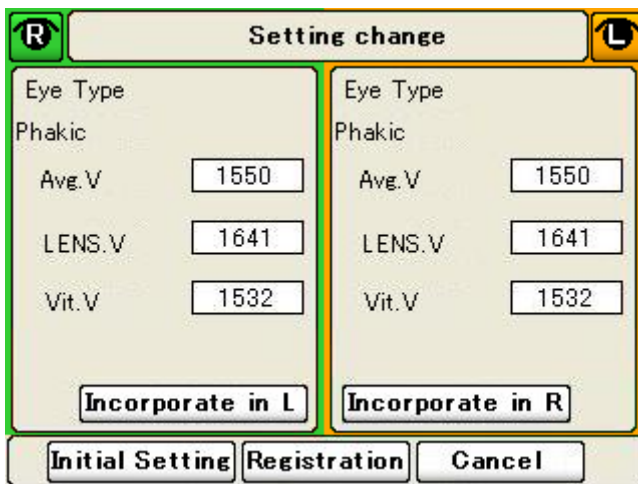 R Setting change L
Eye Type
Phakic
Avg.V 1550
LENS.V 1641
Vit.V 1532
Incorporate in L
Eye Type
Phakic
Avg.V 1550
LENS.V 1641
Vit.V 1532
Incorporate in R
Initial Setting Registration Cancel